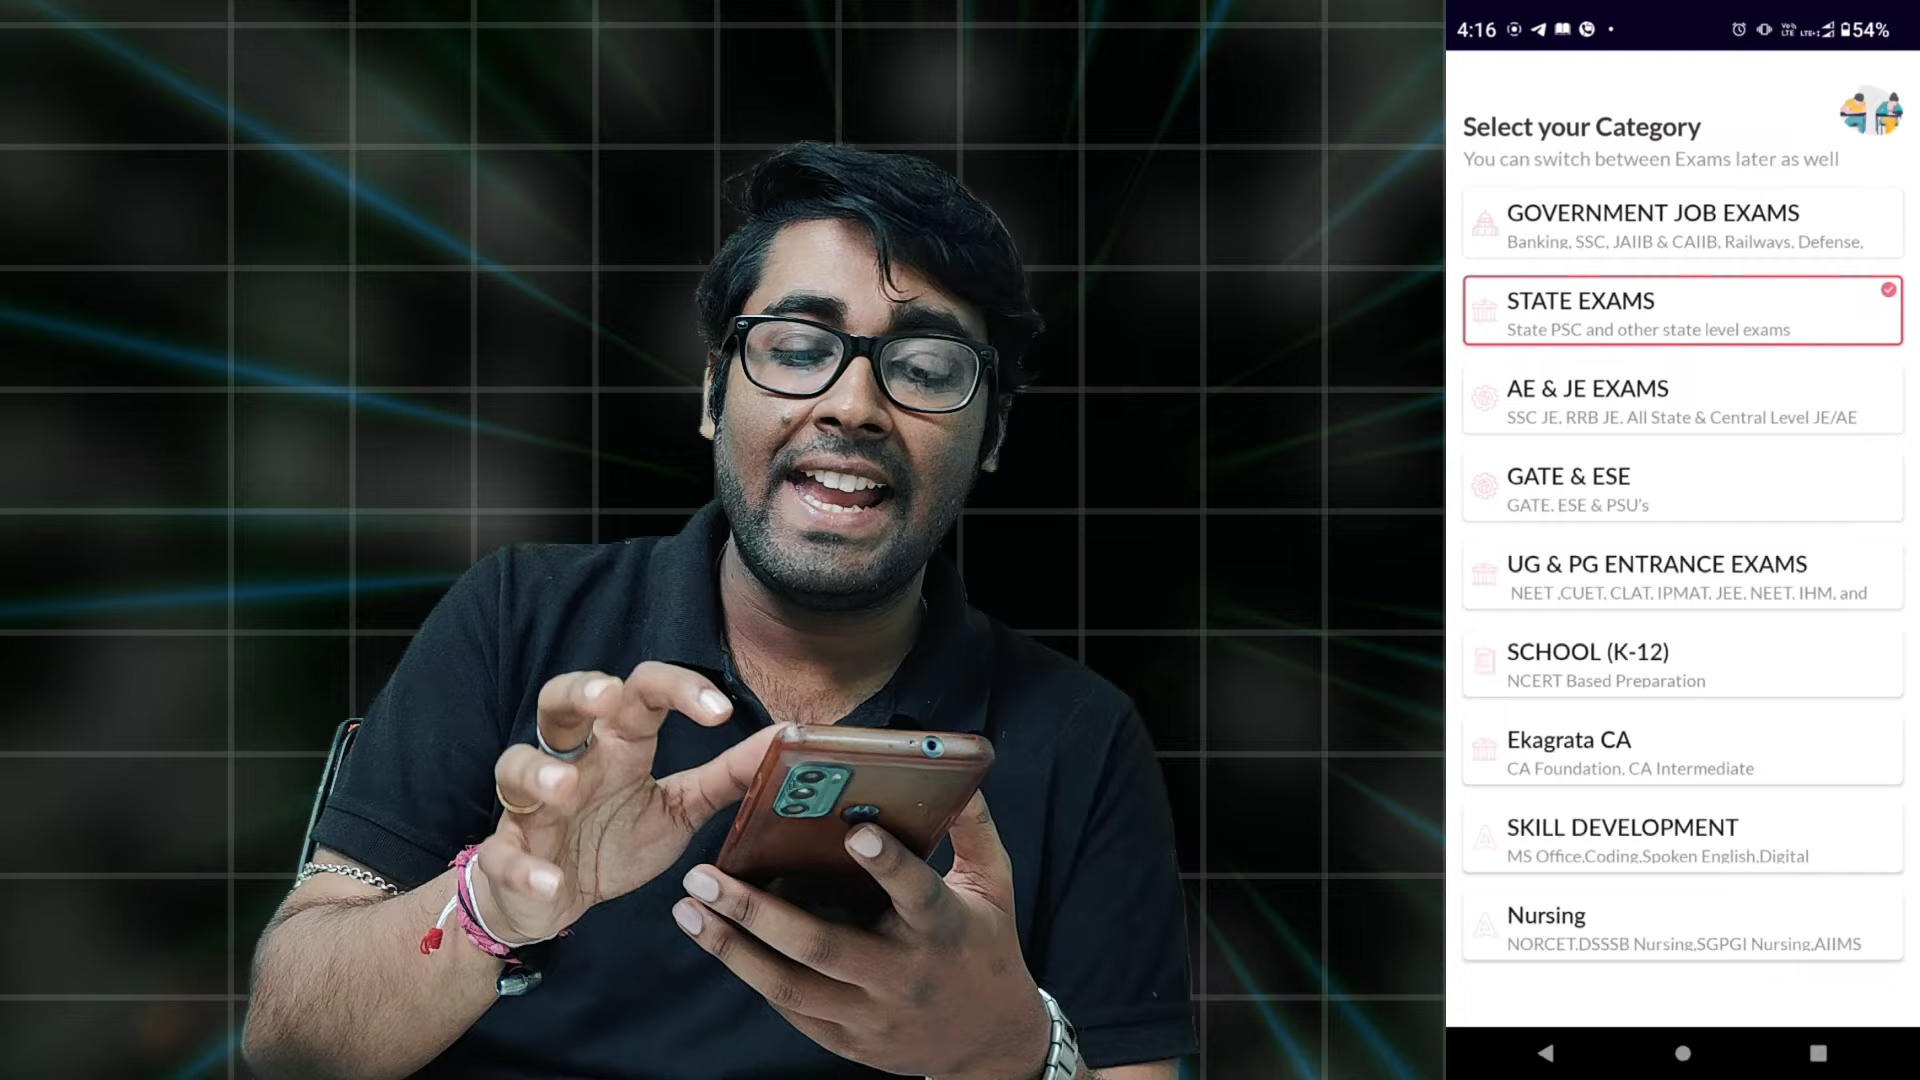 4:16
54%
Select your Category
You can switch between Exams later as well
GOVERNMENT JOB EXAMS
Banking, SSC, JAIIB & CAIIB, Railways, Defense,
STATE EXAMS
State PSC and other state level exams
AE & JE EXAMS
SSC JE, RRB JE, All State & Central Level JE/AE
GATE & ESE
GATE, ESE & PSU's
UG & PG ENTRANCE EXAMS
NEET ,CUET, CLAT, IPMAT, JEE, NEET, IHM, and
SCHOOL (K-12)
NCERT Based Preparation
Ekagrata CA
CA Foundation, CA Intermediate
SKILL DEVELOPMENT
MS Office,Coding,Spoken English,Digital
Nursing
NORCET,DSSSB Nursing,SGPGI Nursing,AIIMS